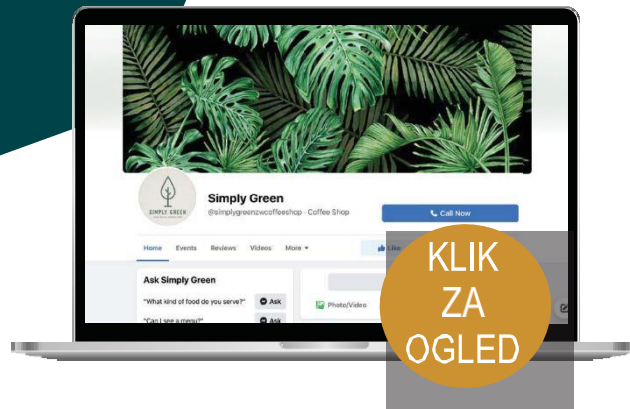 SIMPLY GREEN
Simply Green
@simplygreenzwcoffeeshop · Coffee Shop
Call Now
Home Events Reviews Videos More
Like
Ask Simply Green
"What kind of food do you serve?" Ask
Photo/Video
"Can I see a menu?" Ask
KLIK
ZA
OGLED